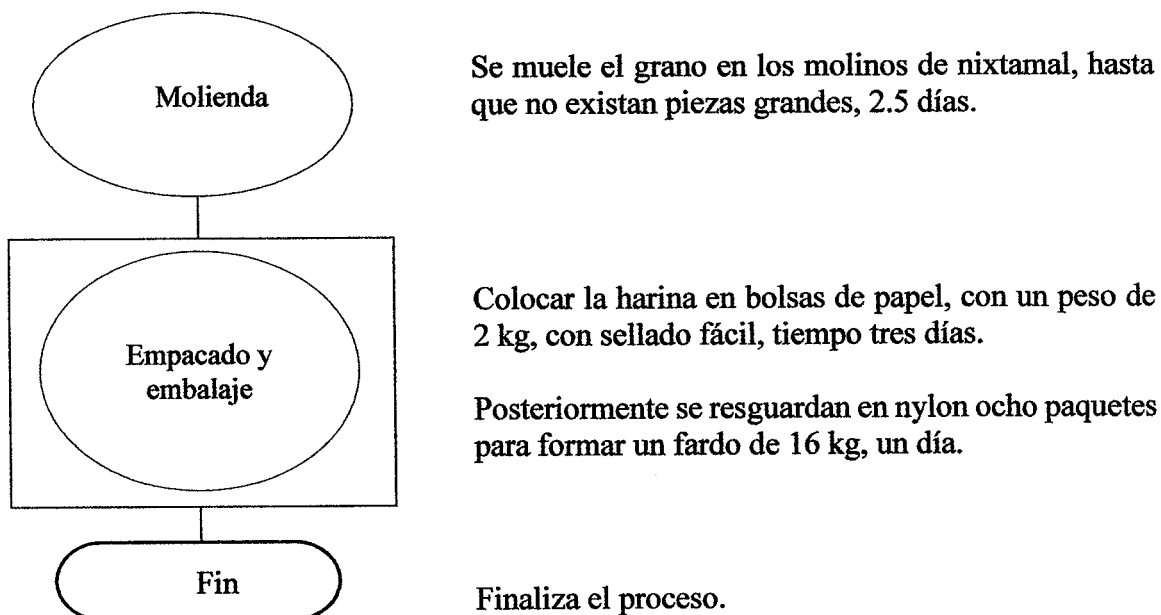 Molienda
Se muele el grano en los molinos de nixtamal, hasta
que no existan piezas grandes, 2.5 días.
Empacado y
embalaje
Colocar la harina en bolsas de papel, con un peso de
2 kg, con sellado fácil, tiempo tres días.
Posteriormente se resguardan en nylon ocho paquetes
para formar un fardo de 16 kg, un día.
Fin
Finaliza el proceso.